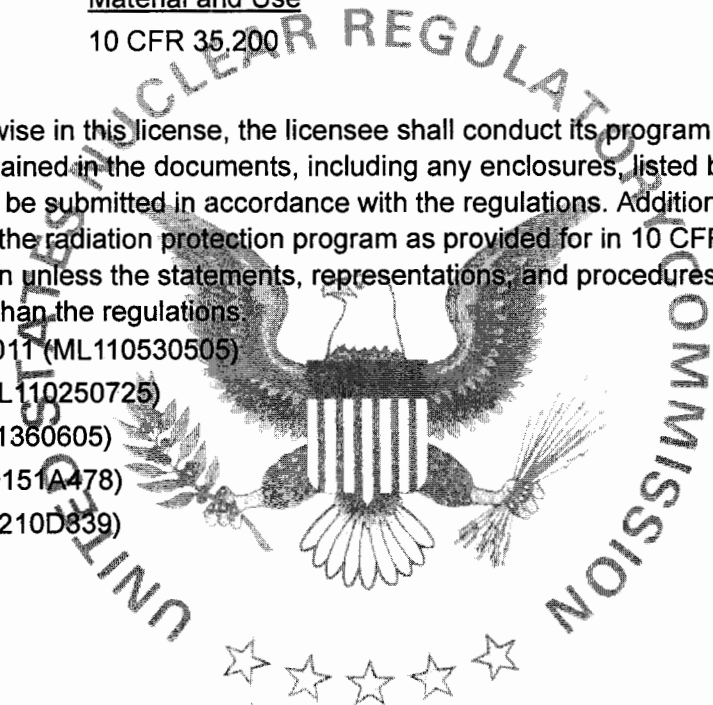 Material and Use
10 CFR 35.200
wise in this license, the licensee shall conduct its program
ained in the documents, including any enclosures, listed b
be submitted in accordance with the regulations. Addition
the radiation protection program as provided for in 10 CFR
n unless the statements, representations, and procedures
han the regulations.
011 (ML110530505)
L110250725)
1360605)
151A478)
210D339)
UNITED STATES NUCLEAR REGULATORY COMMISSION